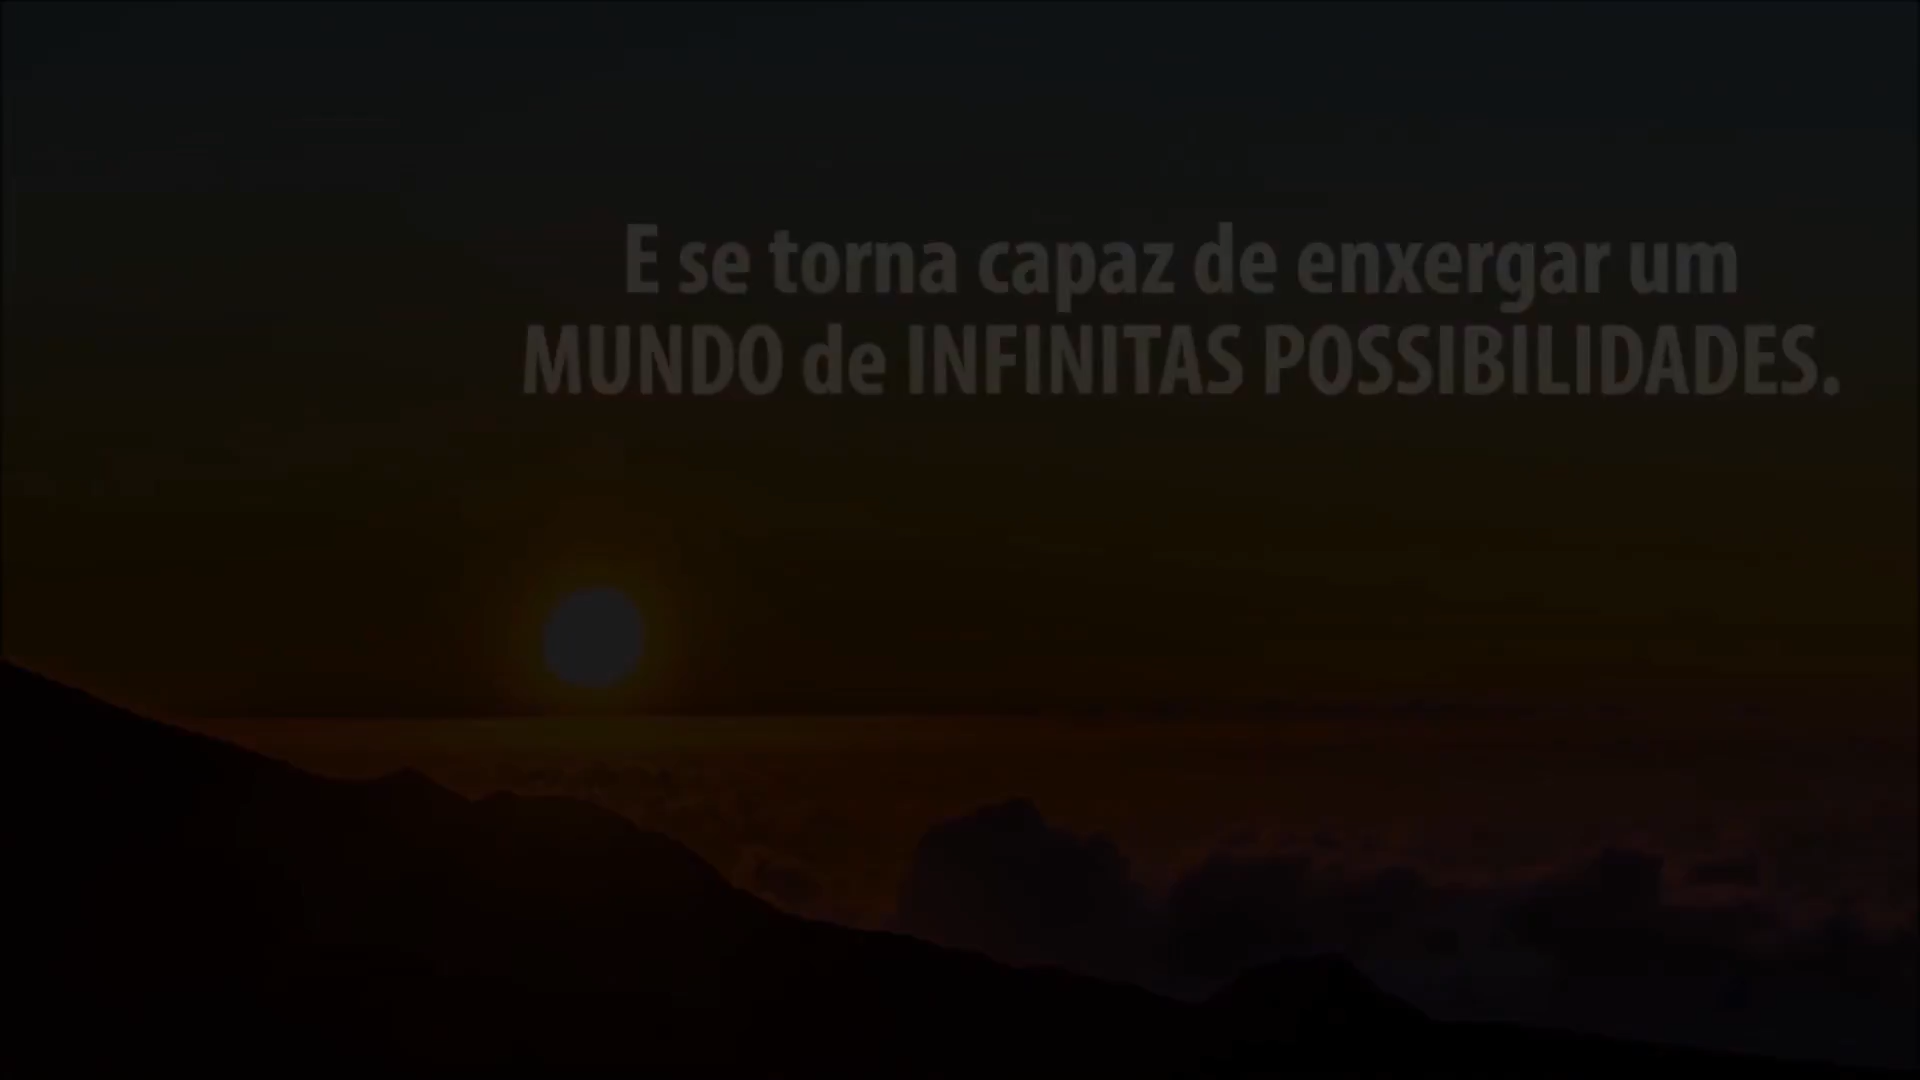 E se torna capaz de enxergar um
MUNDO de INFINITAS POSSIBILIDADES.